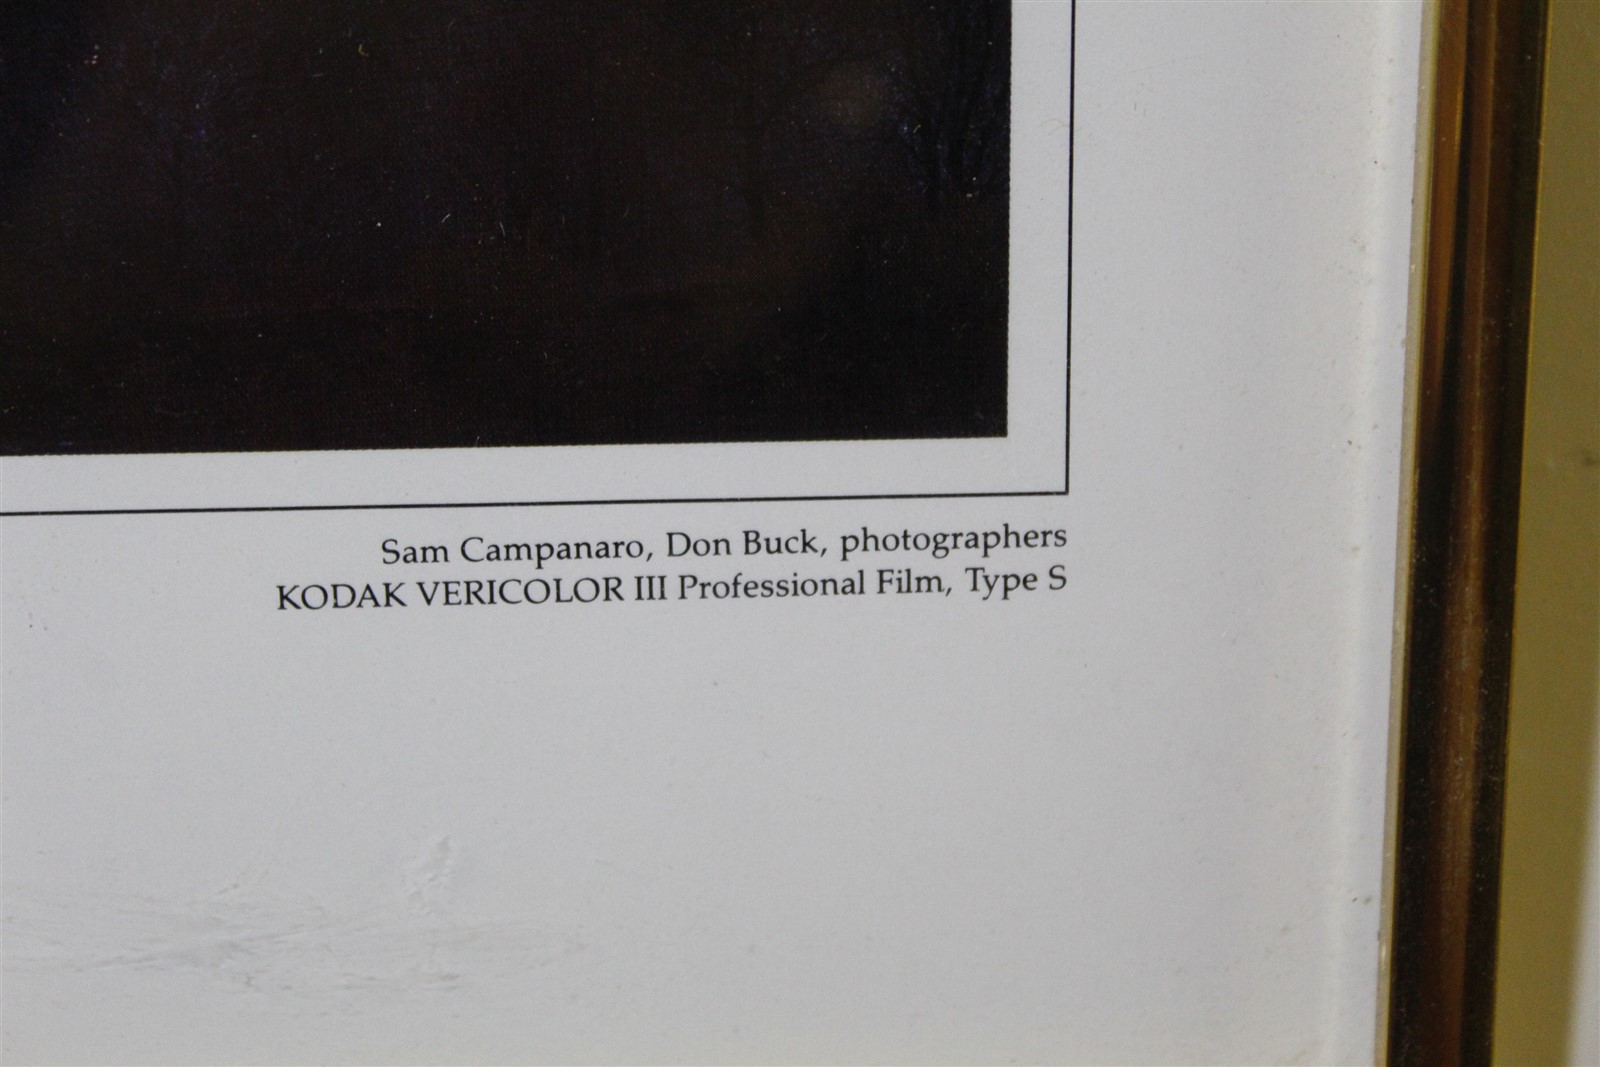 Sam Campanaro, Don Buck, photographers
KODAK VERICOLOR III Professional Film, Type S